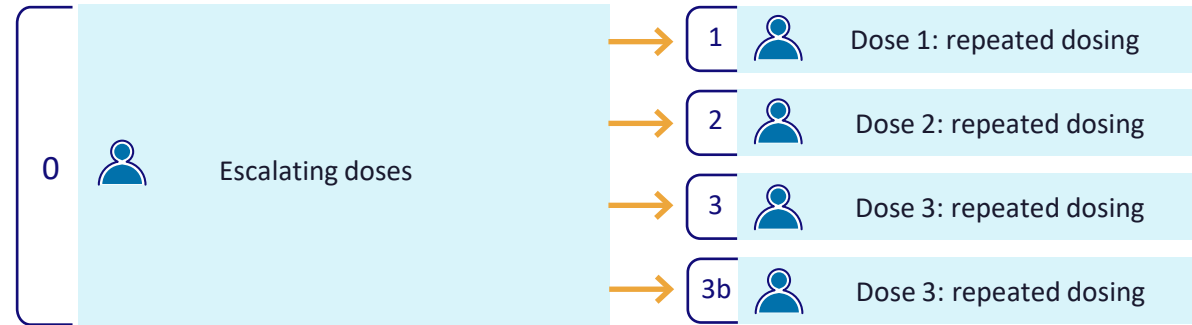 0
Escalating doses
1
Dose 1: repeated dosing
2
Dose 2: repeated dosing
3
Dose 3: repeated dosing
3b
Dose 3: repeated dosing